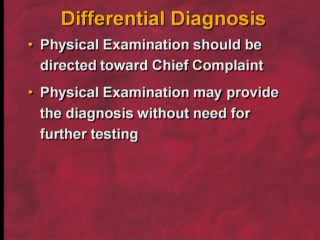 Differential Diagnosis
• Physical Examination should be
directed toward Chief Complaint
• Physical Examination may provide
the diagnosis without need for
further testing